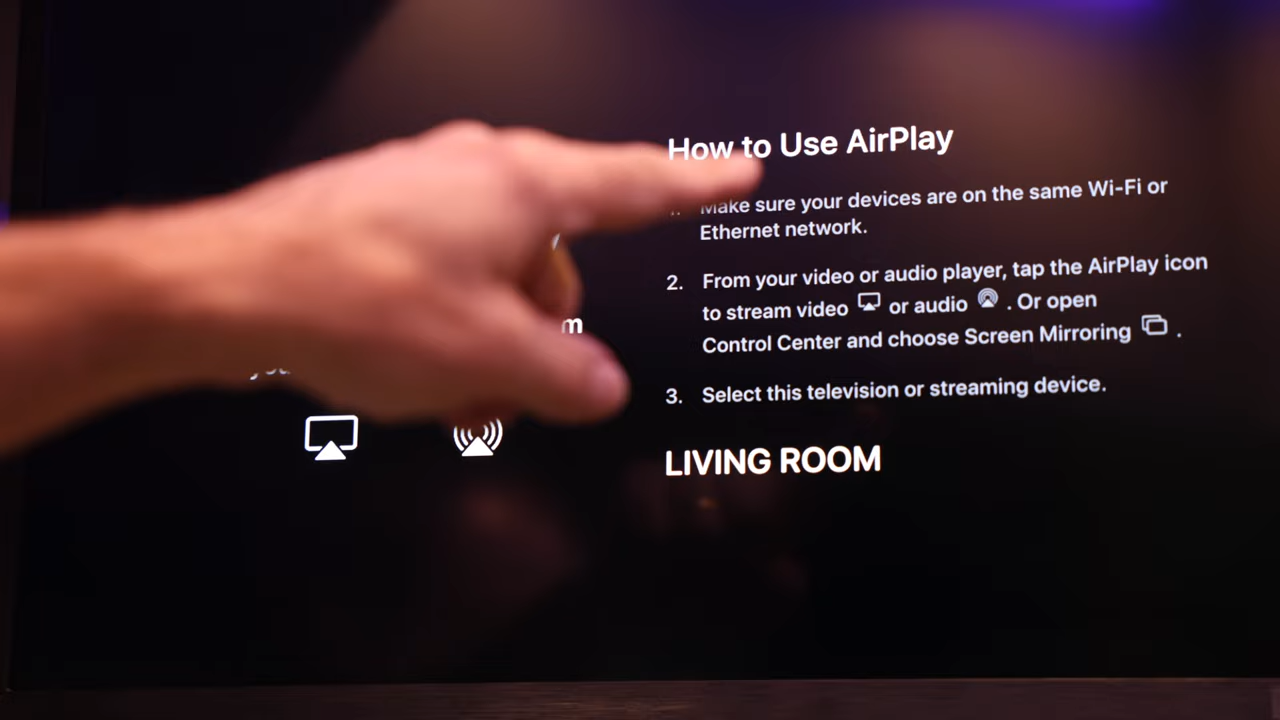 How to Use AirPlay
Make sure your devices are on the same Wi-Fi or
Ethernet network.
2. From your video or audio player, tap the AirPlay icon
to stream video or audio . Or open
Control Center and choose Screen Mirroring .
3. Select this television or streaming device.
LIVING ROOM